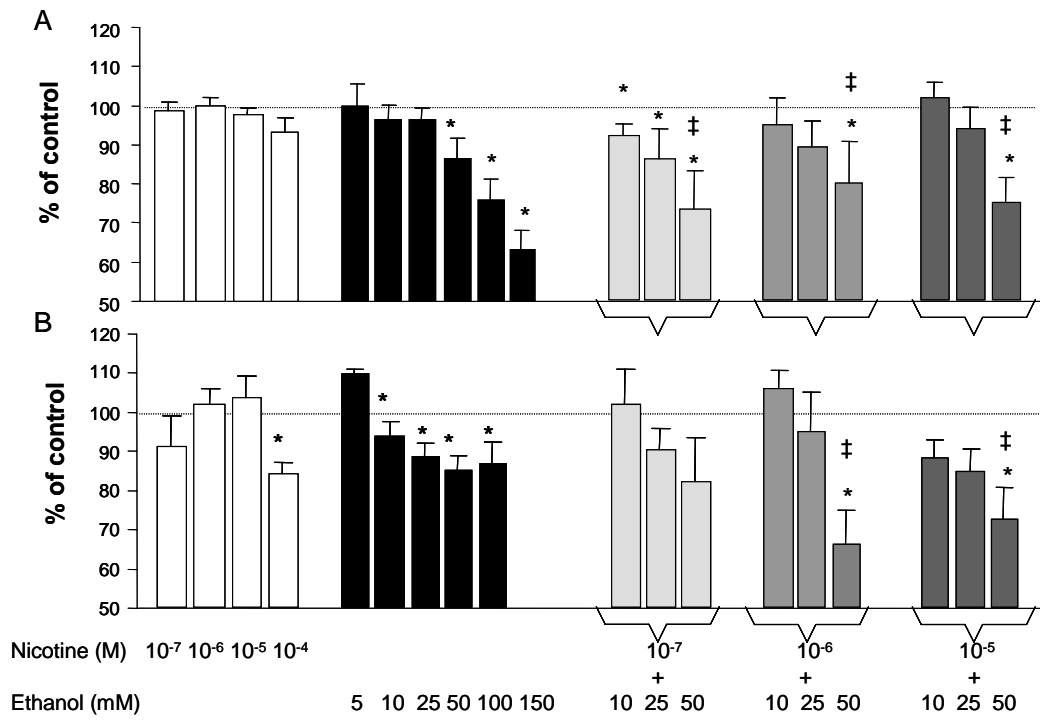 A
120
110
100
90
80
70
60
50
% of control
* * * * * * ‡ * ‡ * ‡ *
B
120
110
100
90
80
70
60
50
% of control
* * * * * ‡ * ‡ *
Nicotine (M) 10-7 10-6 10-5 10-4 10-7 10-6 10-5
+ + +
Ethanol (mM) 5 10 25 50 100 150 10 25 50 10 25 50 10 25 50